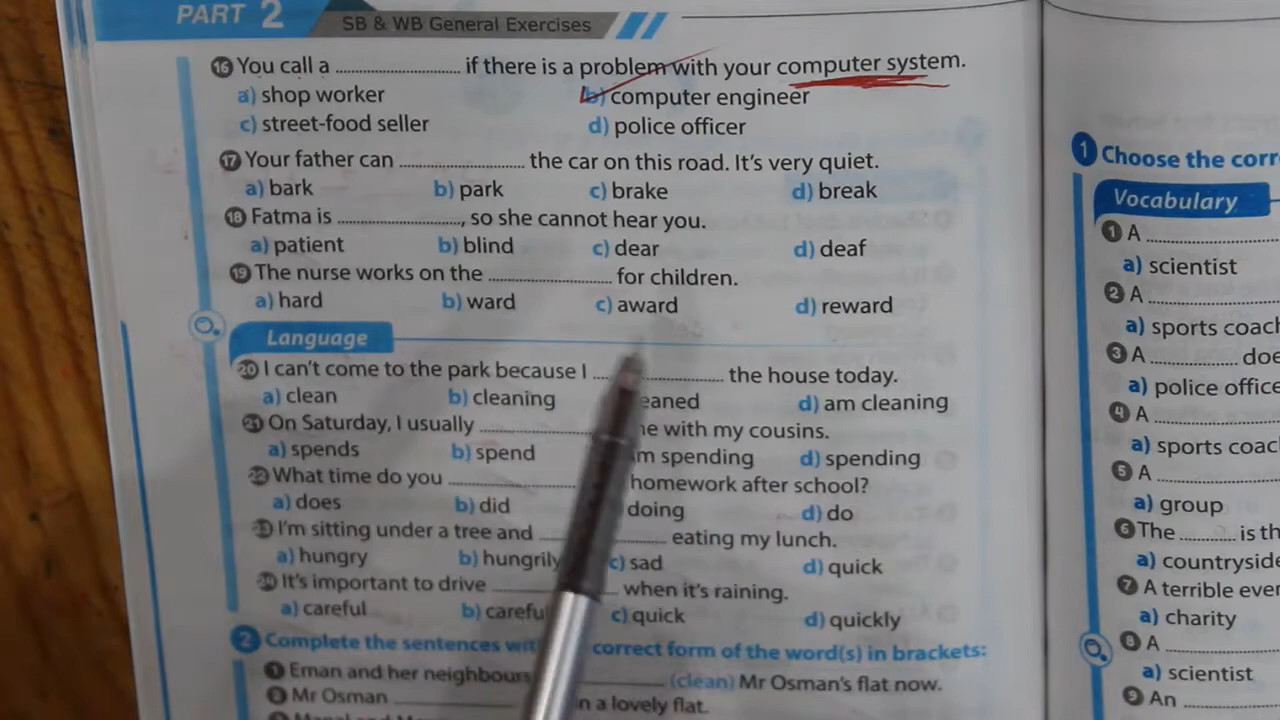 PART 2
SB & WB General Exercises
16 You call a .................... if there is a problem with your computer system.
a) shop worker b) computer engineer
c) street-food seller d) police officer
17 Your father can .................... the car on this road. It's very quiet.
a) bark b) park c) brake d) break
18 Fatma is ...................., so she cannot hear you.
a) patient b) blind c) dear d) deaf
19 The nurse works on the .................... for children.
a) hard b) ward c) award d) reward
Language
20 I can't come to the park because I .................... the house today.
a) clean b) cleaning eaned d) am cleaning
21 On Saturday, I usually .................... with my cousins.
a) spends b) spend m spending d) spending
22 What time do you .................... homework after school?
a) does b) did doing d) do
23 I'm sitting under a tree and .................... eating my lunch.
a) hungry b) hungrily c) sad d) quick
24 It's important to drive .................... when it's raining.
a) careful b) carefu c) quick d) quickly
2 Complete the sentences wit correct form of the word(s) in brackets:
1 Eman and her neighbours .................... (clean) Mr Osman's flat now.
2 Mr Osman .................... in a lovely flat.
1 Choose the corr
Vocabulary
1 A ....................
a) scientist
2 A ....................
a) sports coach
3 A .................... doe
a) police office
4 A ....................
a) sports coac
5 A ....................
a) group
6 The .......... is th
a) countryside
7 A terrible ever
a) charity
8 A ....................
a) scientist
9 An ....................